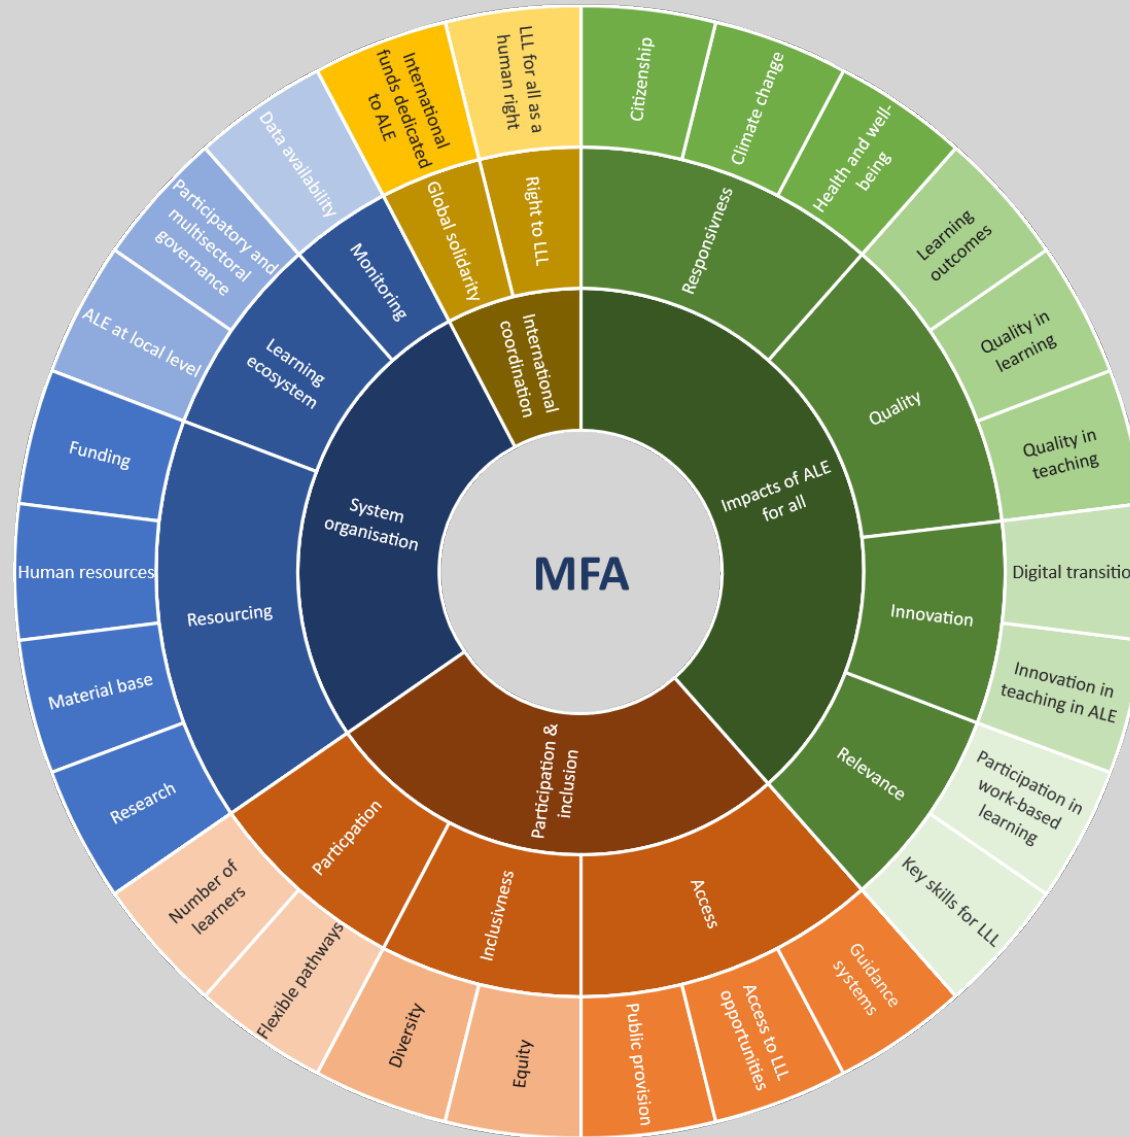 MFA
Impacts of ALE
for all
Responsivness
Citizenship
Climate change
Health and well-
being
Quality
Learning
outcomes
Quality in
learning
Quality in
teaching
Innovation
Digital transitio
Innovation in
teaching in ALE
Relevance
Participation in
work-based
learning
Key skills for LLL
Participation &
inclusion
Access
Guidance
systems
Access to LLL
opportunities
Public provision
Inclusivness
Equity
Diversity
Particpation
Flexible pathways
Number of
learners
System
organisation
Resourcing
Research
Material base
Human resources
Funding
Learning
ecosystem
ALE at local level
Participatory and
multisectoral
governance
Monitoring
Data availability
International
coordination
Global solidarity
International
funds dedicated
to ALE
Right to LLL
LLL for all as a
human right